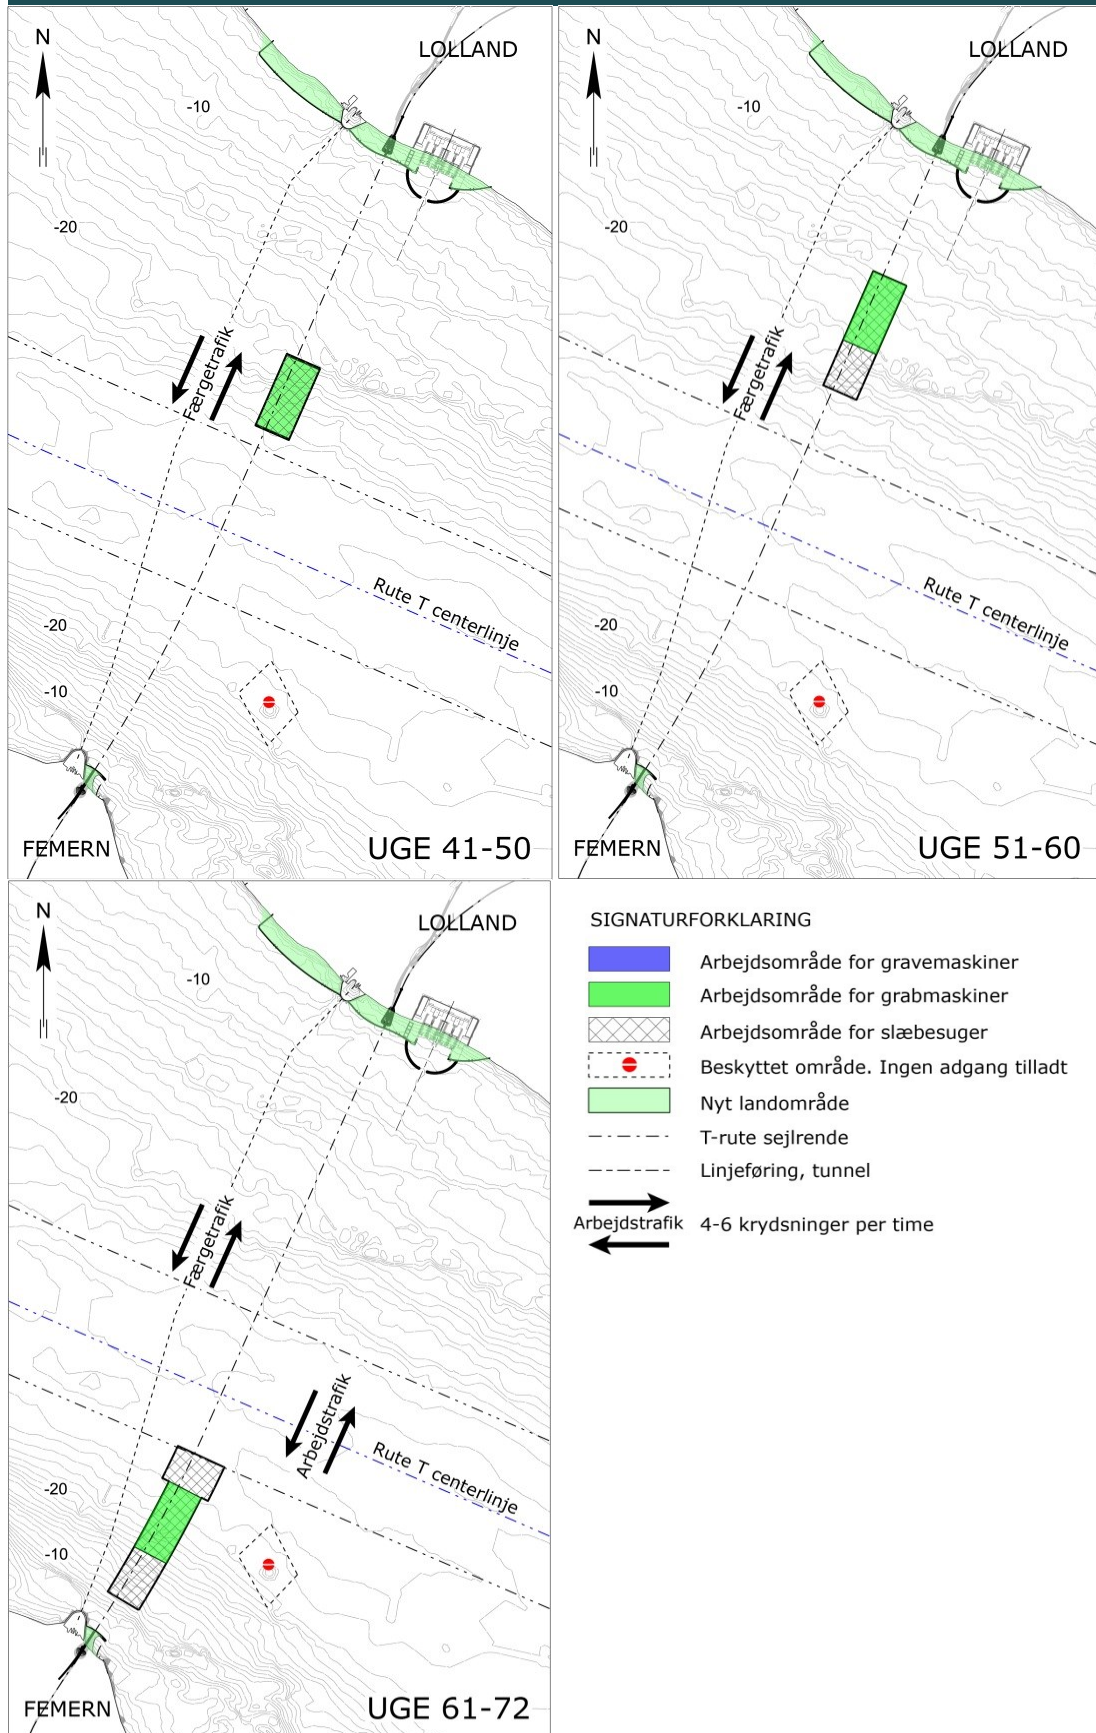 N
LOLLAND
-10
-20
Færgetrafik
Rute T centerlinje
-20
-10
FEMERN
UGE 41-50
N
LOLLAND
-10
-20
Færgetrafik
Rute T centerlinje
-20
-10
FEMERN
UGE 51-60
N
LOLLAND
-10
-20
Færgetrafik
Arbejdstrafik
Rute T centerlinje
-20
-10
FEMERN
UGE 61-72
SIGNATURFORKLARING
Arbejdsområde for gravemaskiner
Arbejdsområde for grabmaskiner
Arbejdsområde for slæbesuger
Beskyttet område. Ingen adgang tilladt
Nyt landområde
T-rute sejlrende
Linjeføring, tunnel
Arbejdstrafik 4-6 krydsninger per time